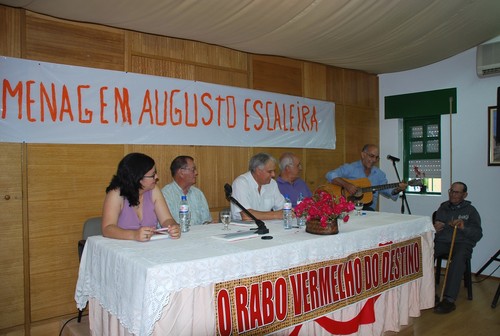 MENAGEM AUGUSTO ESCALEIRA
O RABO VERMELHO DO DESTINO